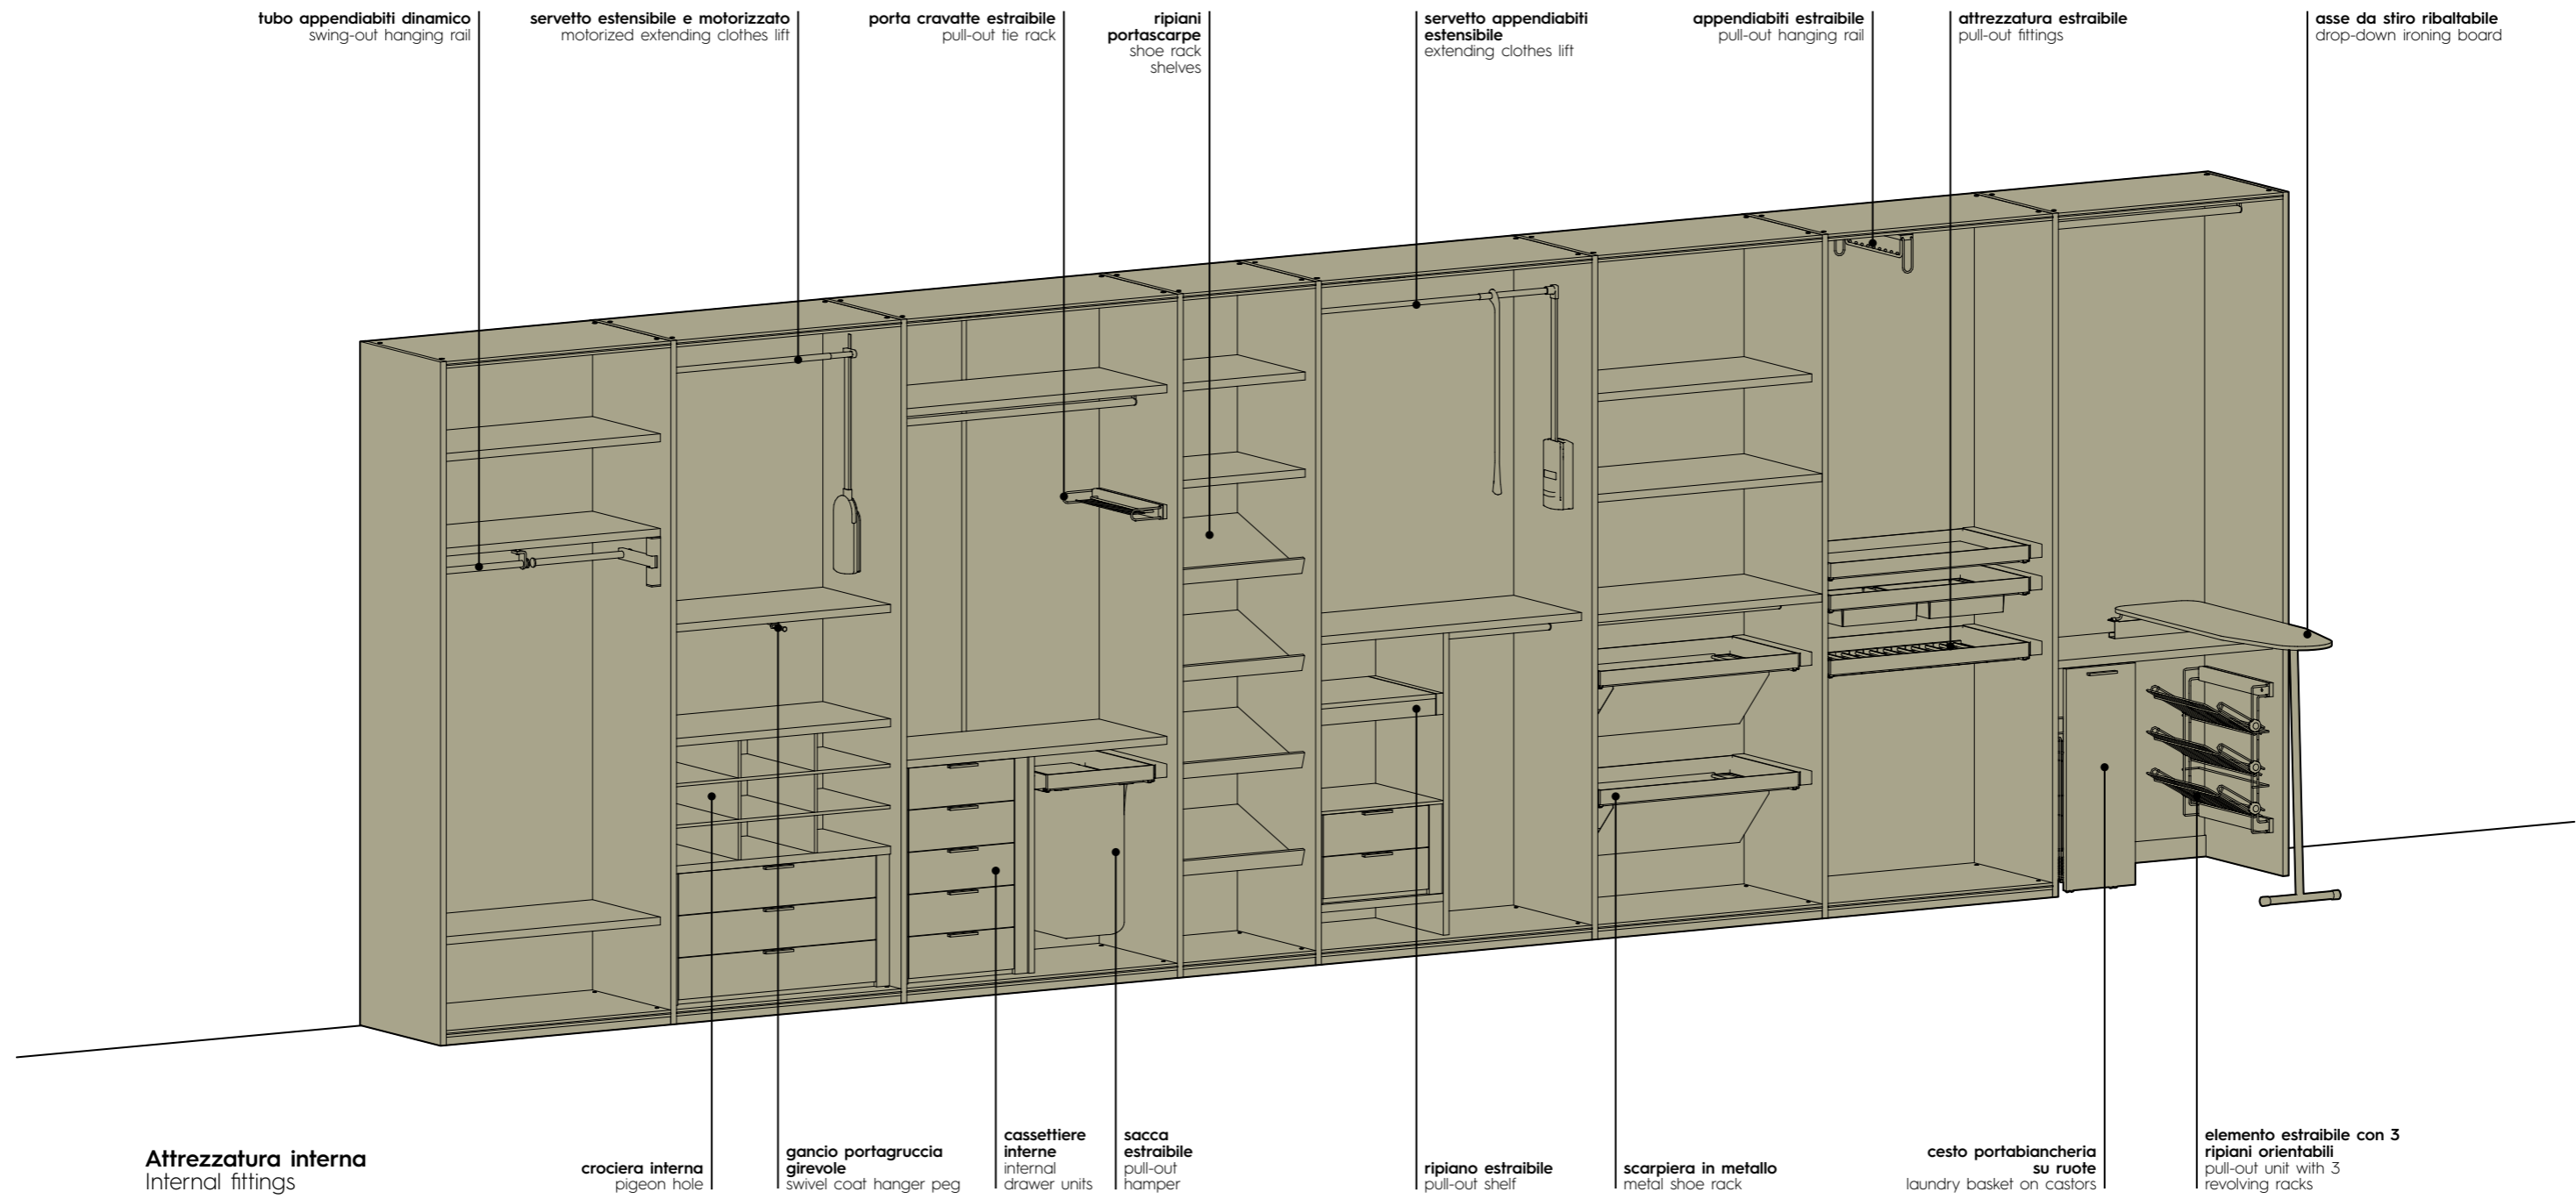 tubo appendiabiti dinamico
swing-out hanging rail
servetto estensibile e motorizzato
motorized extending clothes lift
porta cravatte estraibile
pull-out tie rack
ripiani
portascarpe
shoe rack
shelves
servetto appendiabiti
estensibile
extending clothes lift
appendiabiti estraibile
pull-out hanging rail
attrezzatura estraibile
pull-out fittings
asse da stiro ribaltabile
drop-down ironing board
Attrezzatura interna
Internal fittings
crociera interna
pigeon hole
gancio portagruccia
girevole
swivel coat hanger peg
cassettiere
interne
internal
drawer units
sacca
estraibile
pull-out
hamper
ripiano estraibile
pull-out shelf
scarpiera in metallo
metal shoe rack
cesto portabiancheria
su ruote
laundry basket on castors
elemento estraibile con 3
ripiani orientabili
pull-out unit with 3
revolving racks